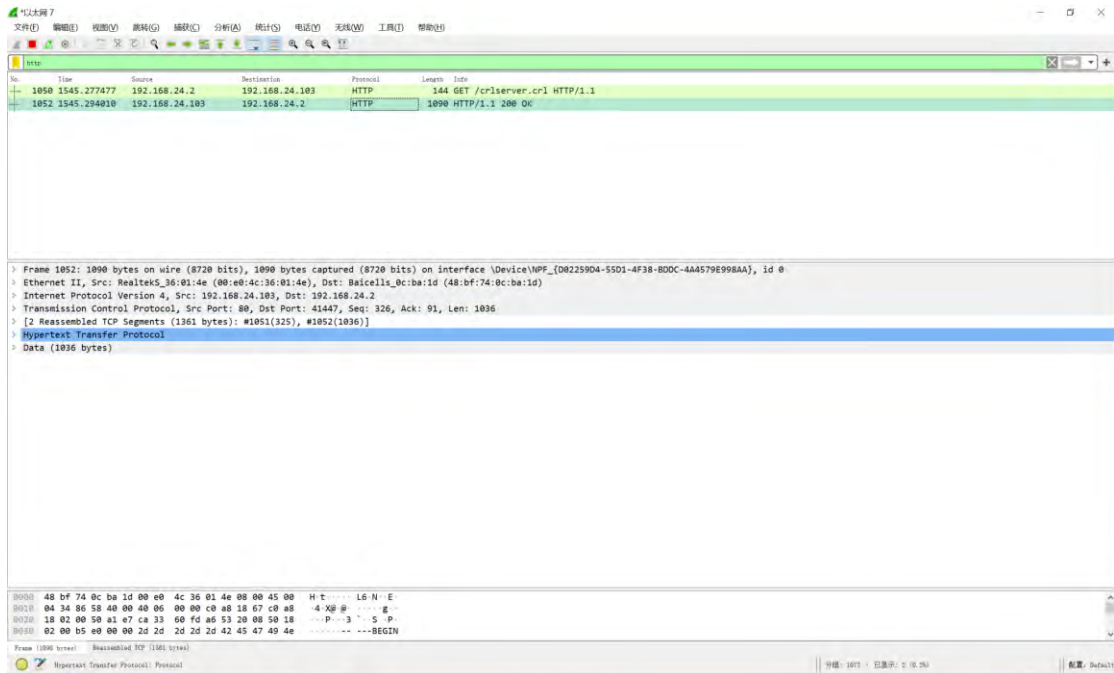 *以太网 7
文件(F) 编辑(E) 视图(V) 跳转(G) 捕获(C) 分析(A) 统计(S) 电话(Y) 无线(W) 工具(T) 帮助(H)
http
No. Time Source Destination Protocol Length Info
1050 1545.277477 192.168.24.2 192.168.24.103 HTTP 144 GET /crlserver.crl HTTP/1.1
1052 1545.294010 192.168.24.103 192.168.24.2 HTTP 1090 HTTP/1.1 200 OK
Frame 1052: 1090 bytes on wire (8720 bits), 1090 bytes captured (8720 bits) on interface \Device\NPF_{D02259D4-55D1-4F38-BDDC-4A4579E998AA}, id 0
Ethernet II, Src: RealtekS_36:01:4e (00:e0:4c:36:01:4e), Dst: Baicells_0c:ba:1d (48:bf:74:0c:ba:1d)
Internet Protocol Version 4, Src: 192.168.24.103, Dst: 192.168.24.2
Transmission Control Protocol, Src Port: 80, Dst Port: 41447, Seq: 326, Ack: 91, Len: 1036
[2 Reassembled TCP Segments (1361 bytes): #1051(325), #1052(1036)]
Hypertext Transfer Protocol
Data (1036 bytes)
0000 48 bf 74 0c ba 1d 00 e0 4c 36 01 4e 08 00 45 00 H·t·····L6·N··E·
0010 04 34 86 58 40 00 40 06 00 00 c0 a8 18 67 c0 a8 ·4·X@·@······g··
0020 18 02 00 50 a1 e7 ca 33 60 fd a6 53 20 08 50 18 ···P···3`··S ·P·
0030 02 00 b5 e0 00 00 2d 2d 2d 2d 2d 42 45 47 49 4e ······-----BEGIN
Frame (1090 bytes) Reassembled TCP (1361 bytes)
Hypertext Transfer Protocol: Protocol
配置: Default